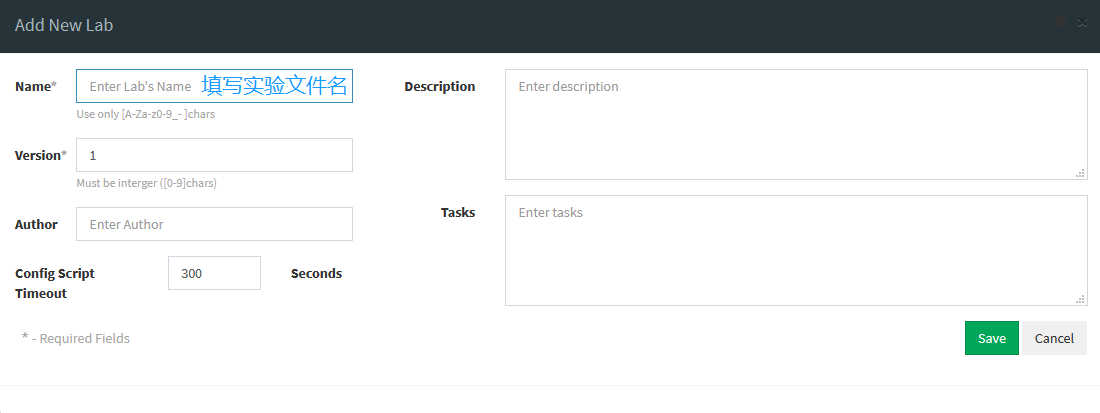 Add New Lab
×
Name*
Enter Lab's Name 填写实验文件名
Use only [A-Za-z0-9_- ]chars
Version*
1
Must be interger ([0-9]chars)
Author
Enter Author
Config Script
Timeout
300
Seconds
Description
Enter description
Tasks
Enter tasks
* - Required Fields
Save
Cancel